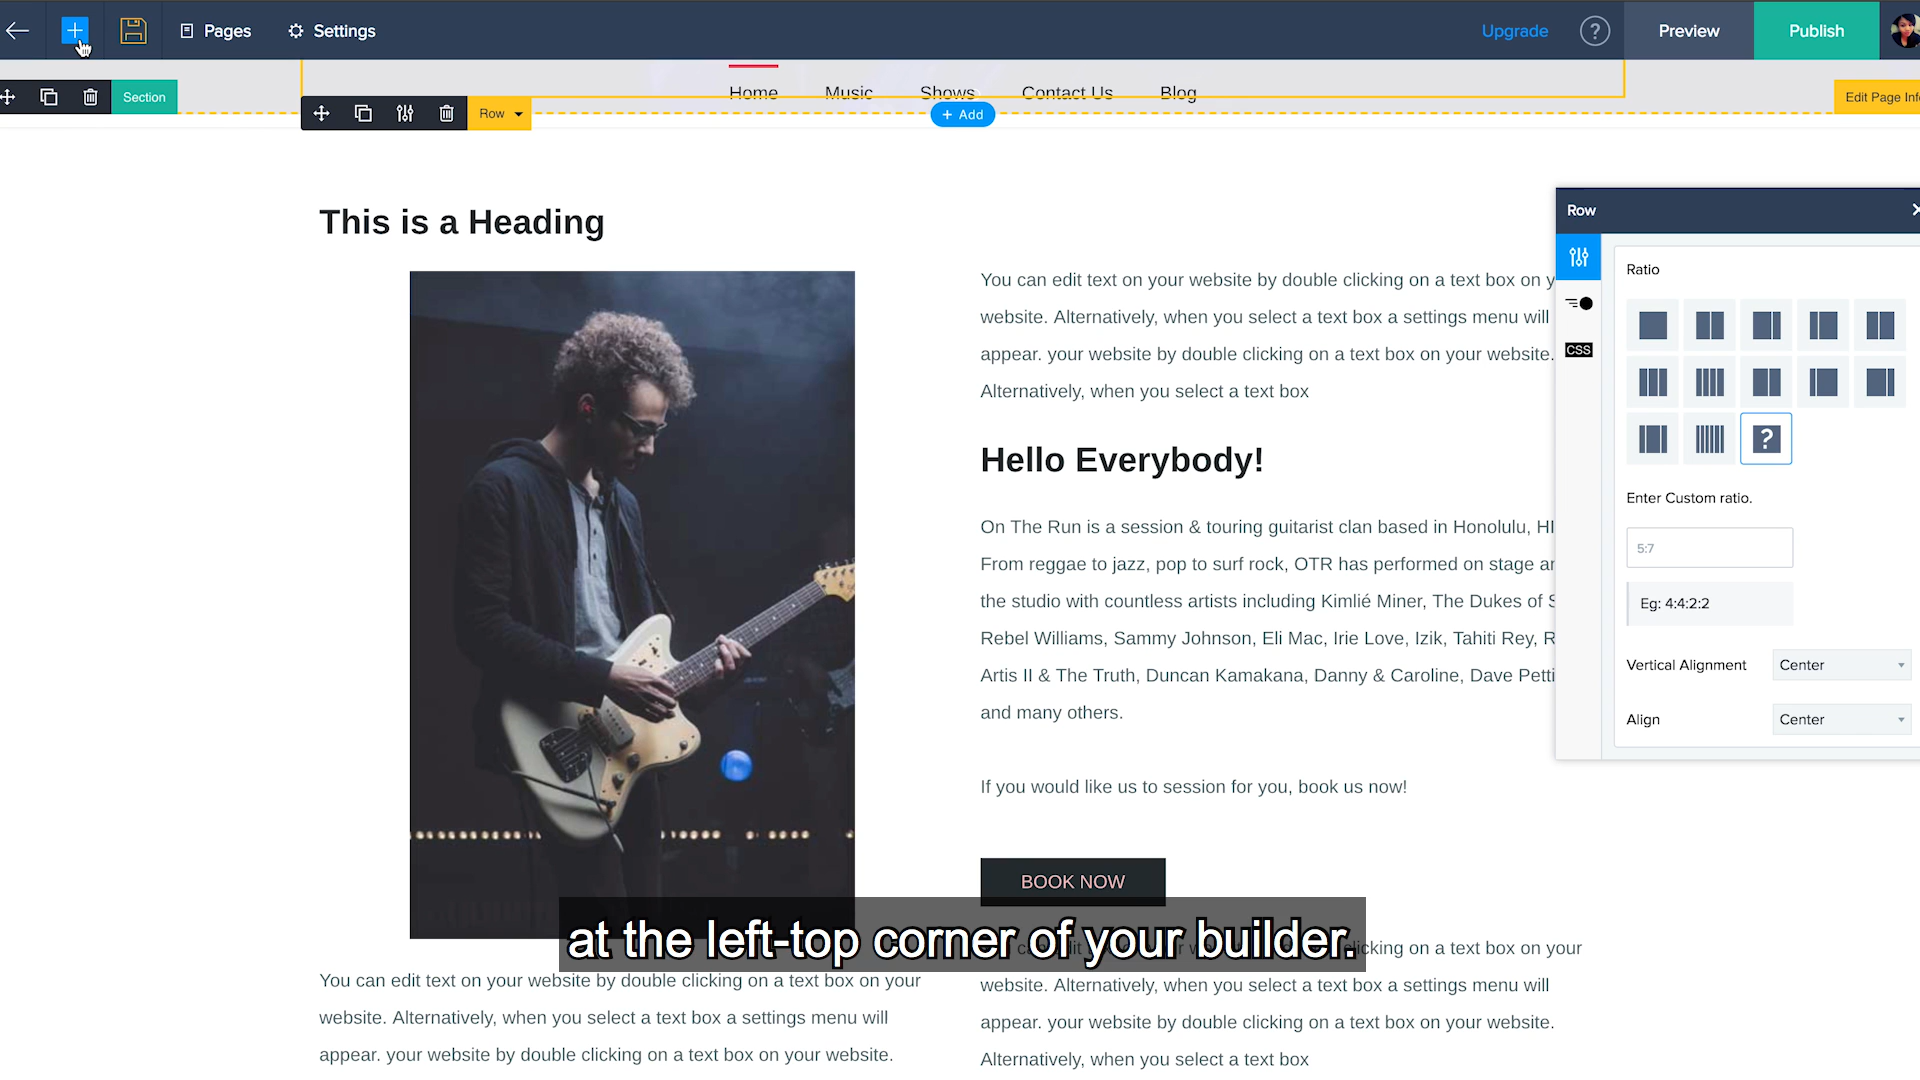 Pages
Settings
Upgrade
?
Preview
Publish
Section
Row
Home
Music
Shows
Contact Us
Blog
+ Add
Edit Page Inf
This is a Heading
You can edit text on your website by double clicking on a text box on y
website. Alternatively, when you select a text box a settings menu will
appear. your website by double clicking on a text box on your website.
Alternatively, when you select a text box
Hello Everybody!
On The Run is a session & touring guitarist clan based in Honolulu, HI
From reggae to jazz, pop to surf rock, OTR has performed on stage ar
the studio with countless artists including Kimlié Miner, The Dukes of S
Rebel Williams, Sammy Johnson, Eli Mac, Irie Love, Izik, Tahiti Rey, R
Artis II & The Truth, Duncan Kamakana, Danny & Caroline, Dave Petti
and many others.
If you would like us to session for you, book us now!
BOOK NOW
Row
Ratio
CSS
?
Enter Custom ratio.
5:7
Eg: 4:4:2:2
Vertical Alignment
Center
Align
Center
at the left-top corner of your builder.
You can edit text on your website by double clicking on a text box on your
website. Alternatively, when you select a text box a settings menu will
appear. your website by double clicking on a text box on your website.
licking on a text box on your
website. Alternatively, when you select a text box a settings menu will
appear. your website by double clicking on a text box on your website.
Alternatively, when you select a text box